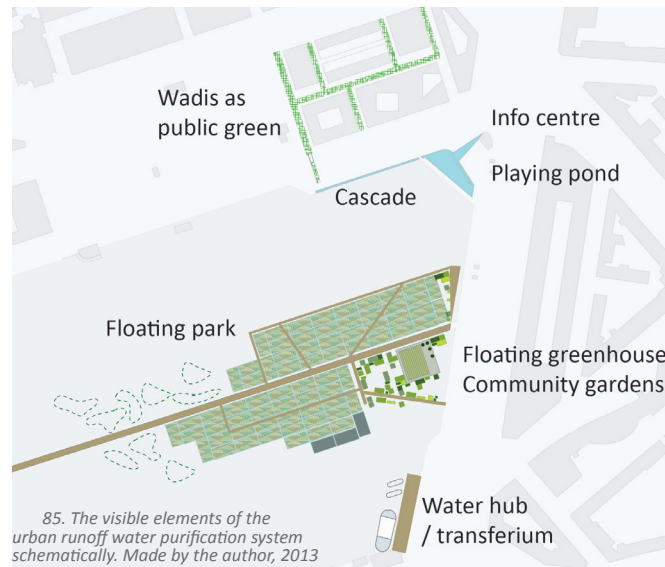 Wadis as
public green
Info centre
Playing pond
Cascade
Floating park
Floating greenhouse
Community gardens
Water hub
/ transferium
85. The visible elements of the
urban runoff water purification system
schematically. Made by the author, 2013